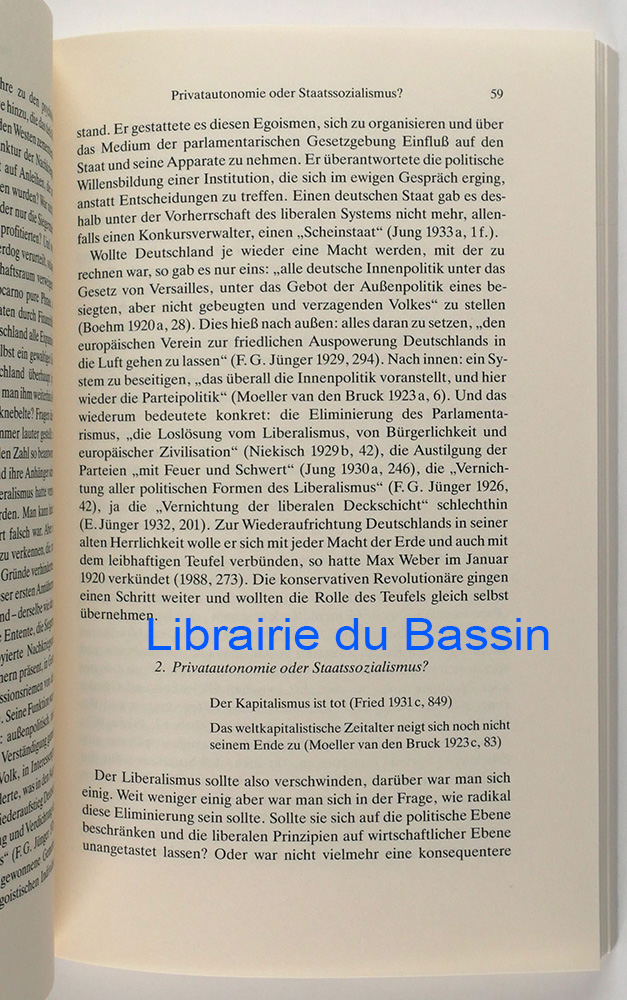 Privatautonomie oder Staatssozialismus? 59
stand. Er gestattete es diesen Egoismen, sich zu organisieren und über
das Medium der parlamentarischen Gesetzgebung Einfluß auf den
Staat und seine Apparate zu nehmen. Er überantwortete die politische
Willensbildung einer Institution, die sich im ewigen Gespräch erging,
anstatt Entscheidungen zu treffen. Einen deutschen Staat gab es des-
halb unter der Vorherrschaft des liberalen Systems nicht mehr, allen-
falls einen Konkursverwalter, einen „Scheinstaat“ (Jung 1933 a, 1 f.).
Wollte Deutschland je wieder eine Macht werden, mit der zu
rechnen war, so gab es nur eins: „alle deutsche Innenpolitik unter das
Gesetz von Versailles, unter das Gebot der Außenpolitik eines be-
siegten, aber nicht gebeugten und verzagenden Volkes“ zu stellen
(Boehm 1920 a, 28). Dies hieß nach außen: alles daran zu setzen, „den
europäischen Verein zur friedlichen Auspowerung Deutschlands in
die Luft gehen zu lassen“ (F. G. Jünger 1929, 294). Nach innen: ein Sy-
stem zu beseitigen, „das überall die Innenpolitik voranstellt, und hier
wieder die Parteipolitik“ (Moeller van den Bruck 1923 a, 6). Und das
wiederum bedeutete konkret: die Eliminierung des Parlamenta-
rismus, „die Loslösung vom Liberalismus, von Bürgerlichkeit und
europäischer Zivilisation“ (Niekisch 1929 b, 42), die Austilgung der
Parteien „mit Feuer und Schwert“ (Jung 1930 a, 246), die „Vernich-
tung aller politischen Formen des Liberalismus“ (F. G. Jünger 1926,
42), ja die „Vernichtung der liberalen Deckschicht“ schlechthin
(E. Jünger 1932, 201). Zur Wiederaufrichtung Deutschlands in seiner
alten Herrlichkeit wolle er sich mit jeder Macht der Erde und auch mit
dem leibhaftigen Teufel verbünden, so hatte Max Weber im Januar
1920 verkündet (1988, 273). Die konservativen Revolutionäre gingen
einen Schritt weiter und wollten die Rolle des Teufels gleich selbst
übernehmen.
Librairie du Bassin
2. Privatautonomie oder Staatssozialismus?
Der Kapitalismus ist tot (Fried 1931 c, 849)
Das weltkapitalistische Zeitalter neigt sich noch nicht
seinem Ende zu (Moeller van den Bruck 1923 c, 83)
Der Liberalismus sollte also verschwinden, darüber war man sich
einig. Weit weniger einig aber war man sich in der Frage, wie radikal
diese Eliminierung sein sollte. Sollte sie sich auf die politische Ebene
beschränken und die liberalen Prinzipien auf wirtschaftlicher Ebene
unangetastet lassen? Oder war nicht vielmehr eine konsequentere